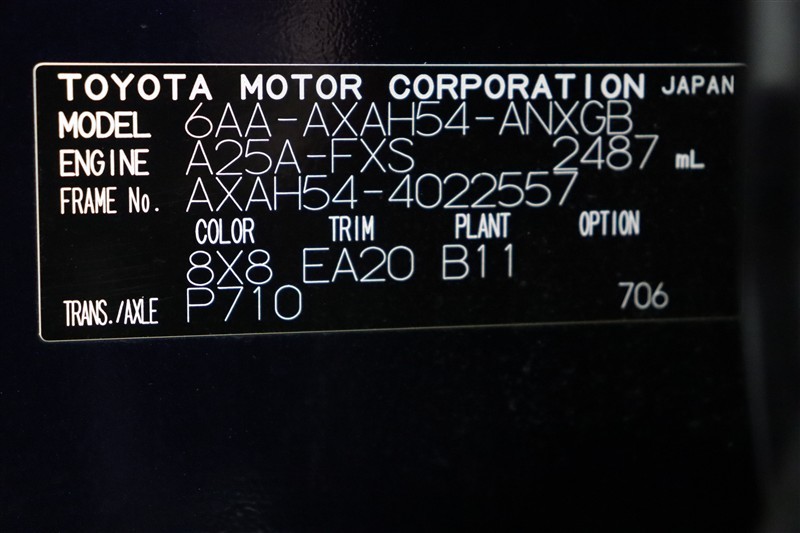 TOYOTA MOTOR CORPORATION JAPAN
MODEL 6AA-AXAH54-ANXGB
ENGINE A25A-FXS 2487 mL
FRAME No. AXAH54-4022557
COLOR TRIM PLANT OPTION
8X8 EA20 B11
TRANS./AXLE P710 706